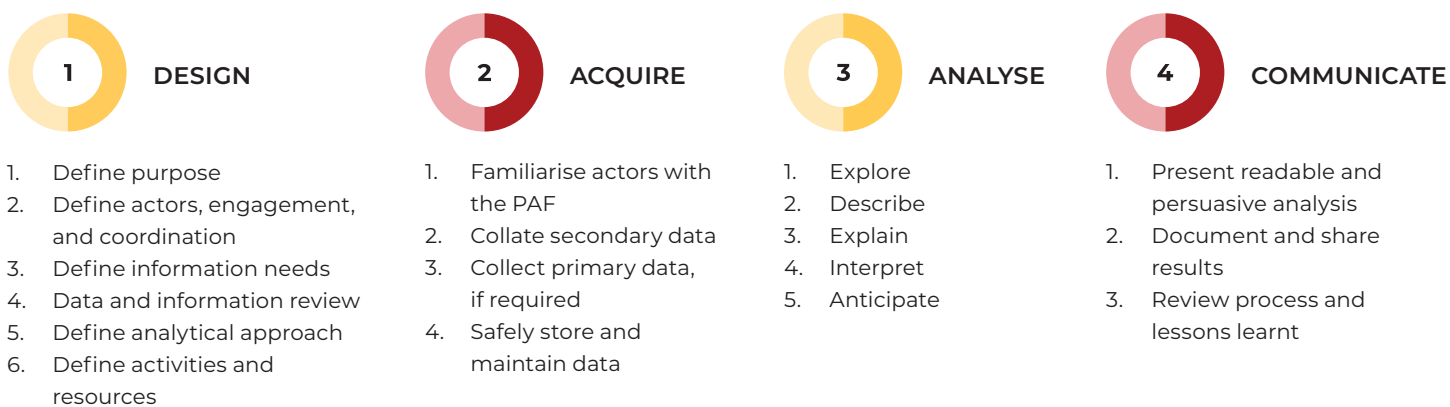 1 DESIGN
1. Define purpose
2. Define actors, engagement,
and coordination
3. Define information needs
4. Data and information review
5. Define analytical approach
6. Define activities and
resources
2 ACQUIRE
1. Familiarise actors with
the PAF
2. Collate secondary data
3. Collect primary data,
if required
4. Safely store and
maintain data
3 ANALYSE
1. Explore
2. Describe
3. Explain
4. Interpret
5. Anticipate
4 COMMUNICATE
1. Present readable and
persuasive analysis
2. Document and share
results
3. Review process and
lessons learnt